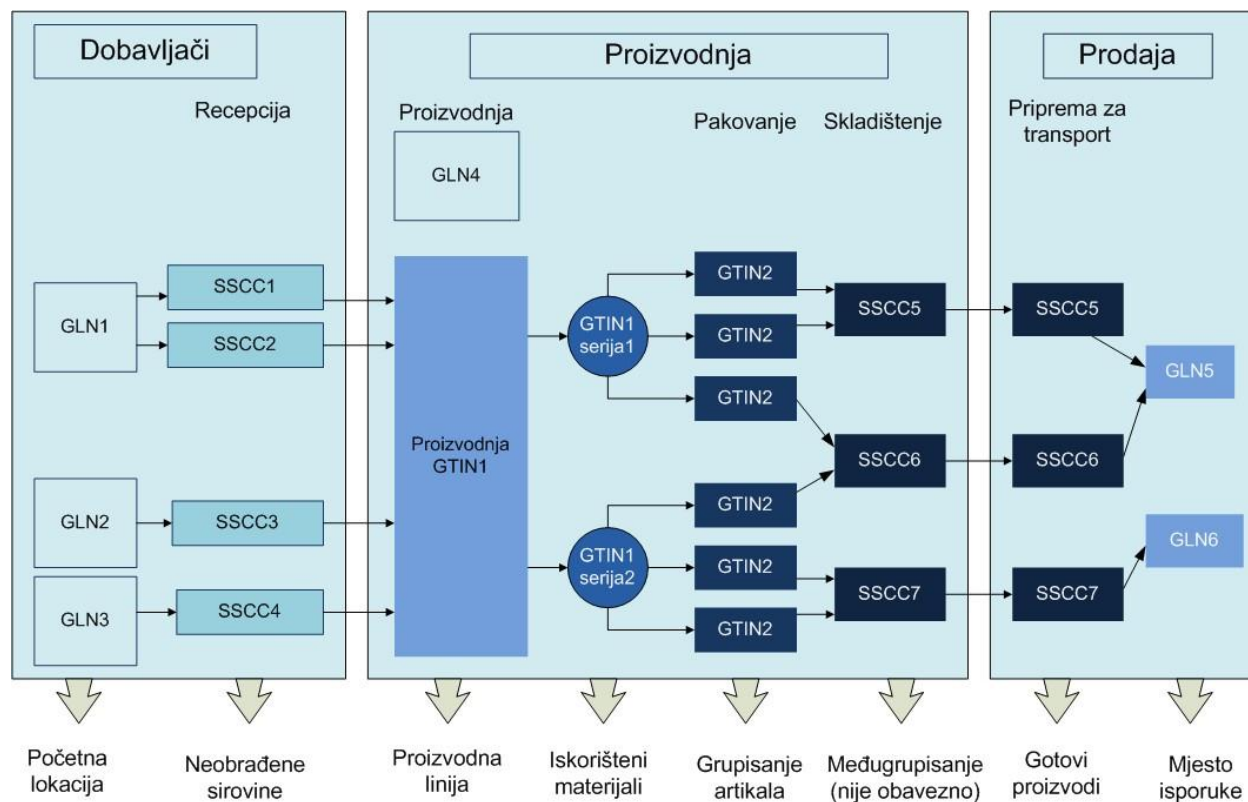 Dobavljači
Recepcija
GLN1
SSCC1
SSCC2
GLN2
SSCC3
GLN3
SSCC4
Početna
lokacija
Neobrađene
sirovine
Proizvodnja
Proizvodnja
GLN4
Proizvodnja
GTIN1
Proizvodna
linija
GTIN1
serija1
GTIN1
serija2
Iskorišteni
materijali
Pakovanje
GTIN2
GTIN2
GTIN2
GTIN2
GTIN2
GTIN2
Grupisanje
artikala
Skladištenje
SSCC5
SSCC6
SSCC7
Međugrupisanje
(nije obavezno)
Prodaja
Priprema za
transport
SSCC5
SSCC6
SSCC7
Gotovi
proizvodi
GLN5
GLN6
Mjesto
isporuke